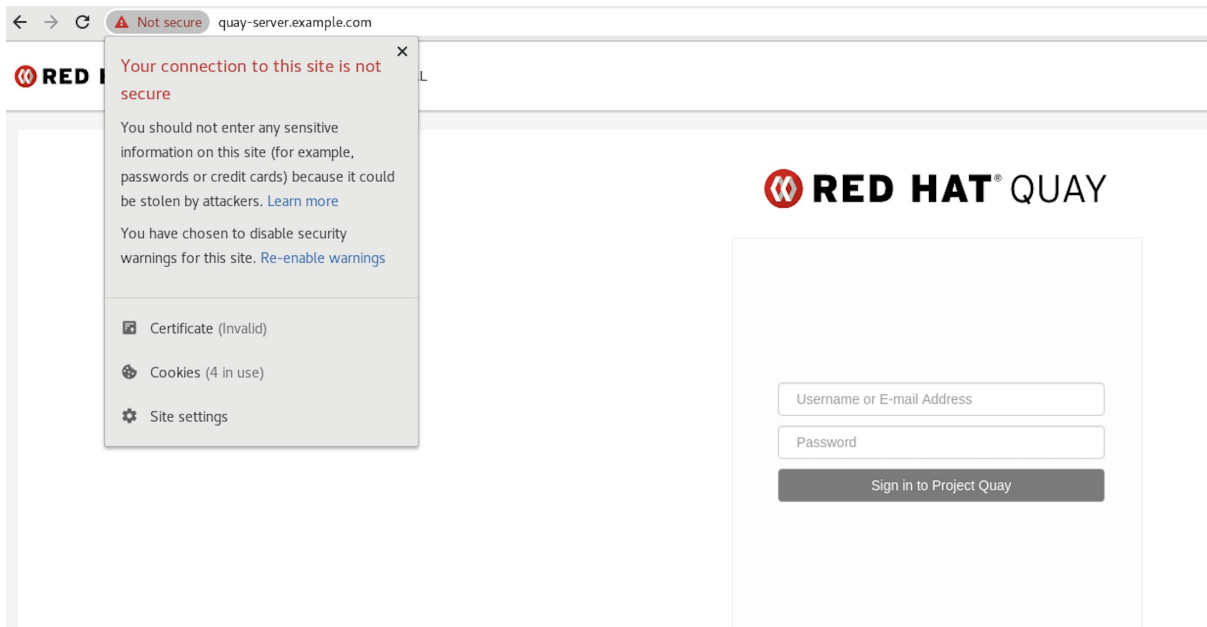 Not secure quay-server.example.com
RED
Your connection to this site is not
secure
You should not enter any sensitive
information on this site (for example,
passwords or credit cards) because it could
be stolen by attackers. Learn more
You have chosen to disable security
warnings for this site. Re-enable warnings
Certificate (Invalid)
Cookies (4 in use)
Site settings
RED HAT® QUAY
Username or E-mail Address
Password
Sign in to Project Quay